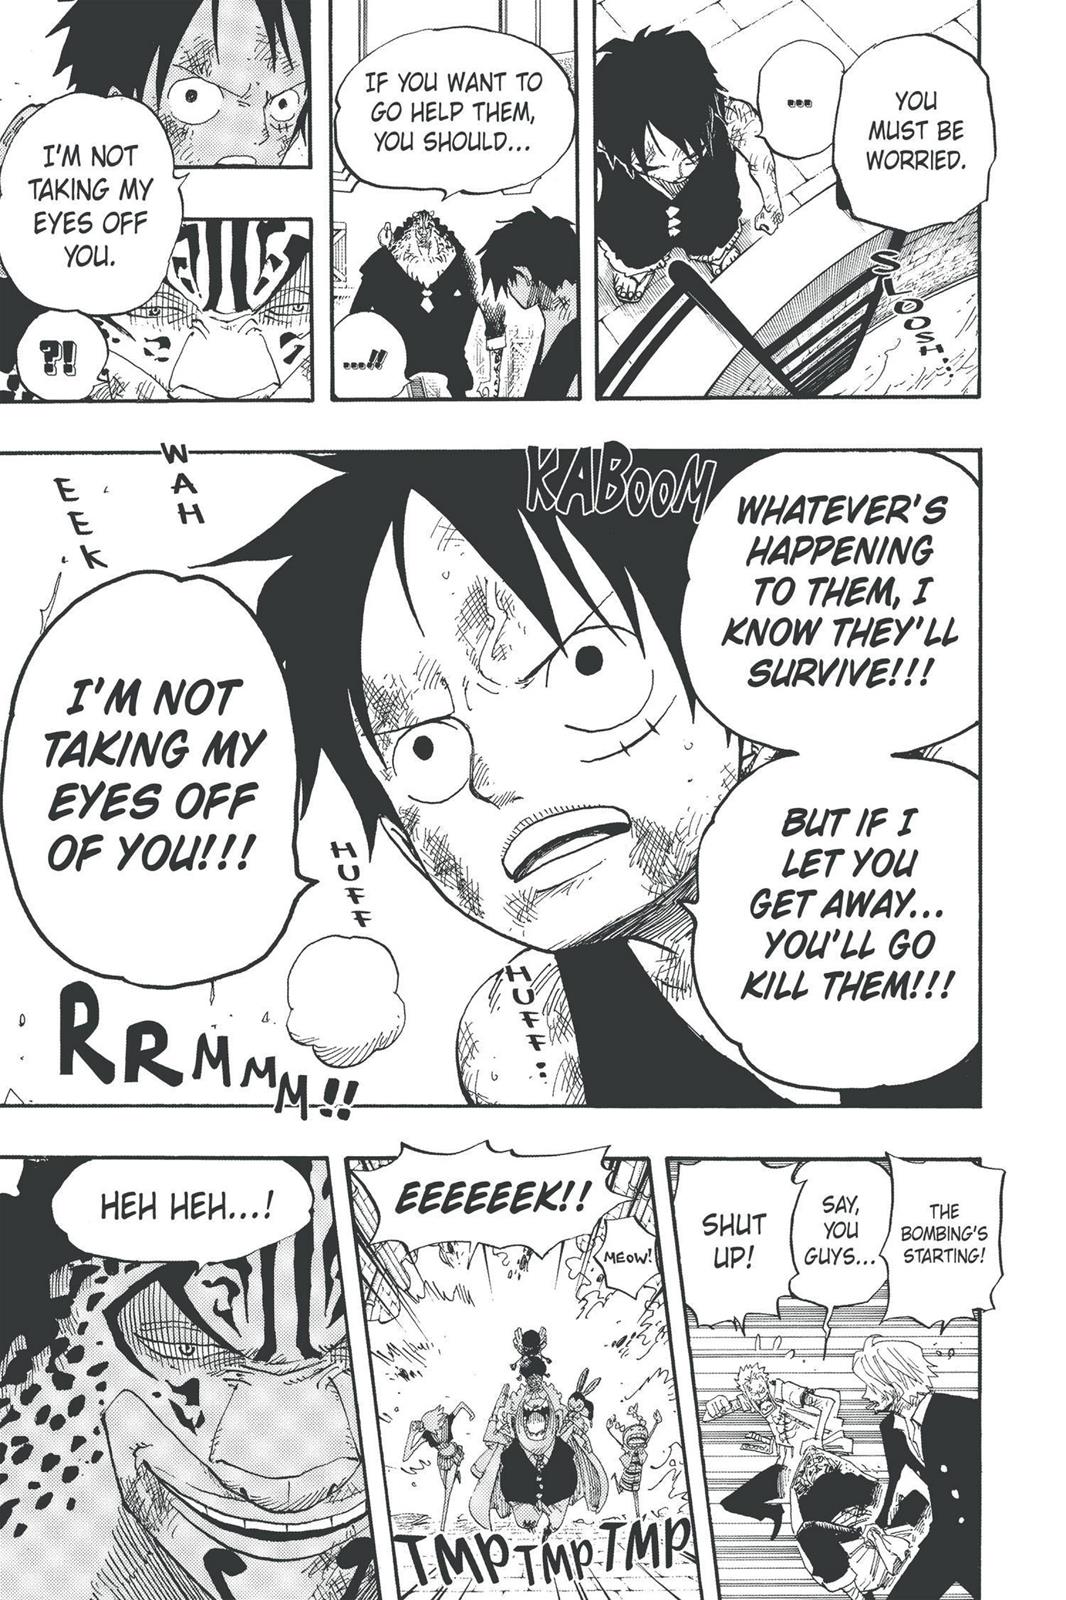 YOU
MUST BE
WORRIED.
...
SLOOSH...
IF YOU WANT TO
GO HELP THEM,
YOU SHOULD...
....!!
I'M NOT
TAKING MY
EYES OFF
YOU.
?!
KABOOM
WHATEVER'S
HAPPENING
TO THEM, I
KNOW THEY'LL
SURVIVE!!!
BUT IF I
LET YOU
GET AWAY...
YOU'LL GO
KILL THEM!!!
WAH
EEK
I'M NOT
TAKING MY
EYES OFF
OF YOU!!!
HUFF
HUFF..
RRMMM!!
THE
BOMBING'S
STARTING!
SAY,
YOU
GUYS...
SHUT
UP!
EEEEEEK!!
MEOW!
TMP TMP TMP
HEH HEH...!